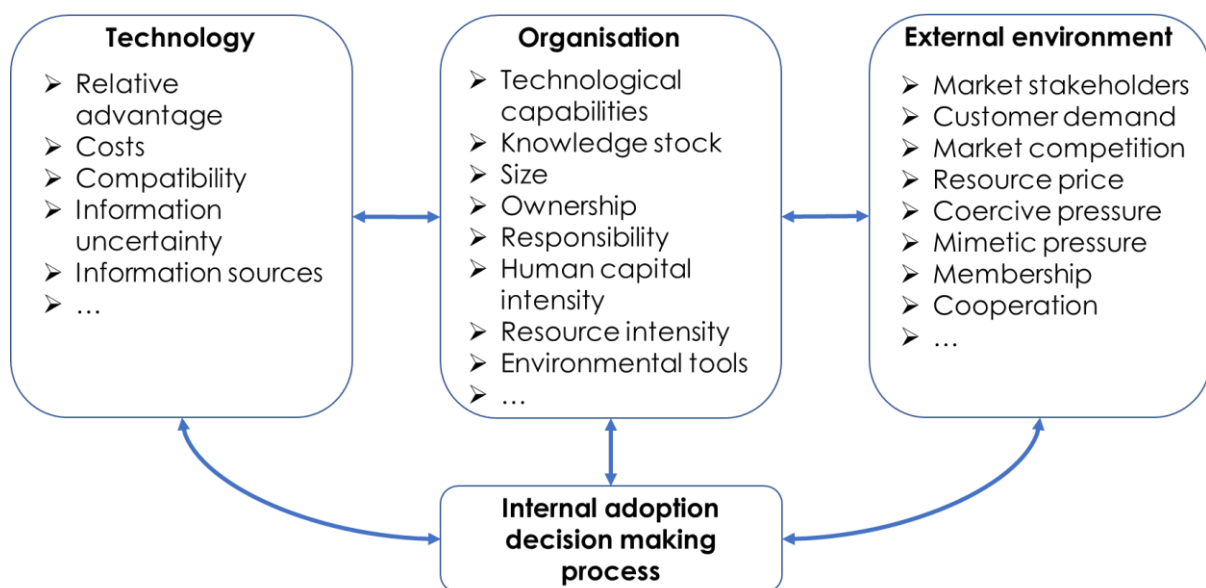 Technology
➢ Relative
advantage
➢ Costs
➢ Compatibility
➢ Information
uncertainty
➢ Information sources
➢ …
Organisation
➢ Technological
capabilities
➢ Knowledge stock
➢ Size
➢ Ownership
➢ Responsibility
➢ Human capital
intensity
➢ Resource intensity
➢ Environmental tools
➢ …
External environment
➢ Market stakeholders
➢ Customer demand
➢ Market competition
➢ Resource price
➢ Coercive pressure
➢ Mimetic pressure
➢ Membership
➢ Cooperation
➢ …
Internal adoption
decision making
process